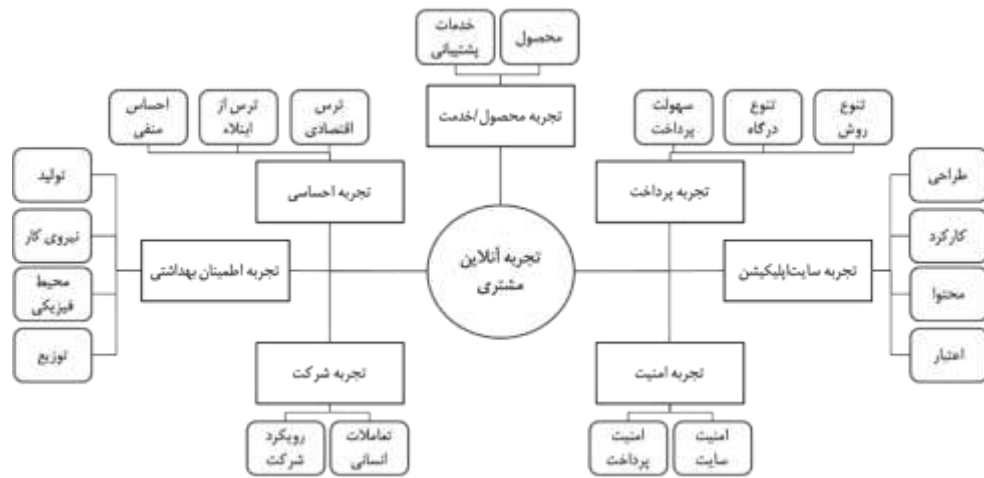 محصول
خدمات
پشتیبانی
تجربه محصول/خدمت
تنوع
روش
تنوع
درگاه
سهولت
پرداخت
تجربه پرداخت
ترس
اقتصادی
ترس از
ابتلاء
احساس
منفی
تجربه احساسی
طراحی
کارکرد
محتوا
اعتبار
تجربه سایت‌اپلیکیشن
تجربه آنلاین
مشتری
تجربه اطمینان بهداشتی
تولید
نیروی کار
محیط
فیزیکی
توزیع
تجربه امنیت
امنیت
سایت
امنیت
پرداخت
تجربه شرکت
تعاملات
انسانی
رویکرد
شرکت